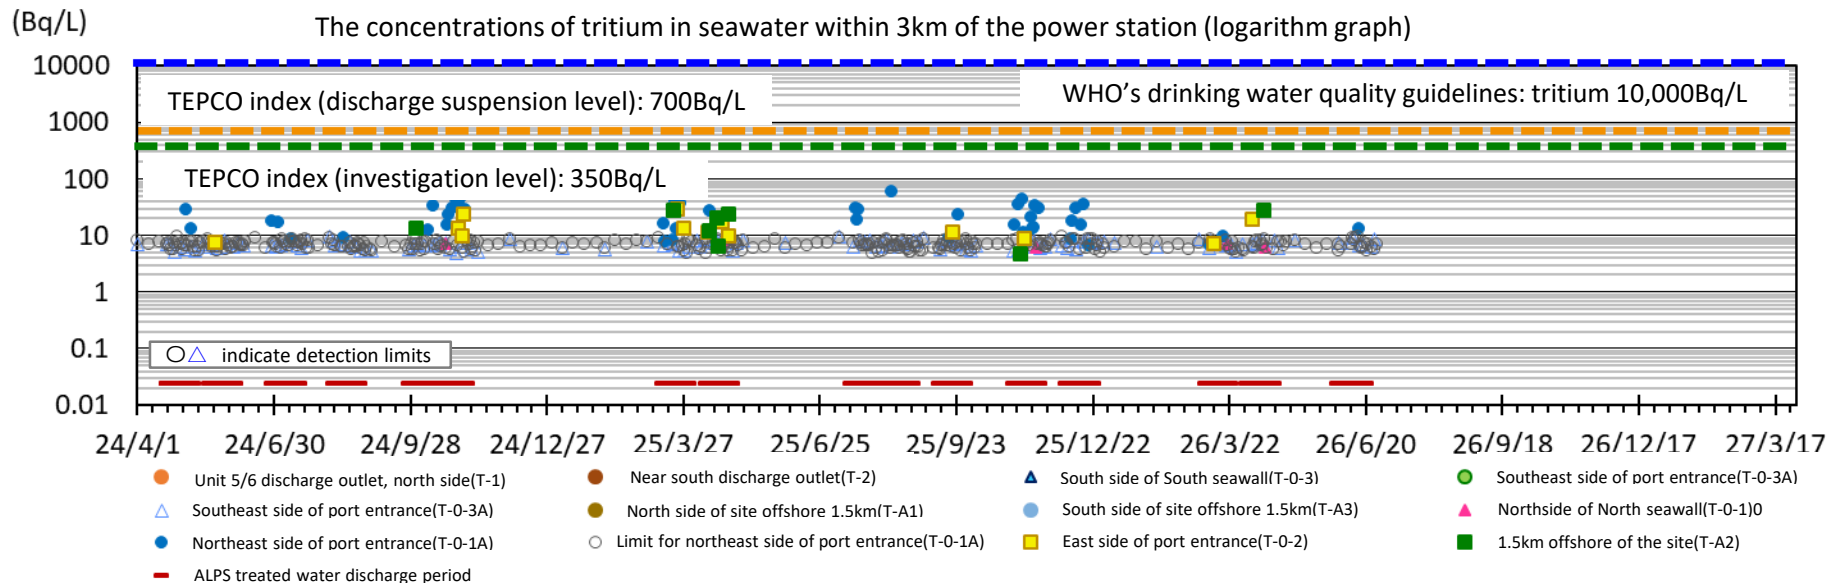 (Bq/L)
The concentrations of tritium in seawater within 3km of the power station (logarithm graph)
10000
TEPCO index (discharge suspension level): 700Bq/L
WHO's drinking water quality guidelines: tritium 10,000Bq/L
1000
100
TEPCO index (investigation level): 350Bq/L
10
1
0.1
○△ indicate detection limits
0.01
24/4/1 24/6/30 24/9/28 24/12/27 25/3/27 25/6/25 25/9/23 25/12/22 26/3/22 26/6/20 26/9/18 26/12/17 27/3/17
Unit 5/6 discharge outlet, north side(T-1) Near south discharge outlet(T-2) South side of South seawall(T-0-3) Southeast side of port entrance(T-0-3A)
Southeast side of port entrance(T-0-3A) North side of site offshore 1.5km(T-A1) South side of site offshore 1.5km(T-A3) Northside of North seawall(T-0-1)0
Northeast side of port entrance(T-0-1A) Limit for northeast side of port entrance(T-0-1A) East side of port entrance(T-0-2) 1.5km offshore of the site(T-A2)
ALPS treated water discharge period